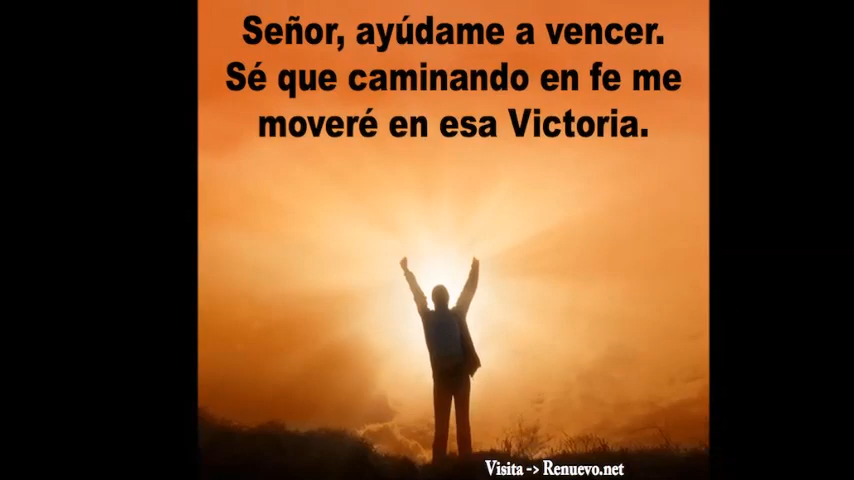 Señor, ayúdame a vencer.
Sé que caminando en fe me
moveré en esa Victoria.
Visita -> Renuevo.net